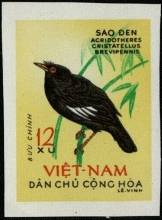 SÁO ĐEN
ACRIDOTHERES
CRISTATELLUS
BREVIPENNIS
BƯU CHÍNH
12
XU
VIỆT-NAM
DÂN CHỦ CỘNG HÒA
LÊ-VINH